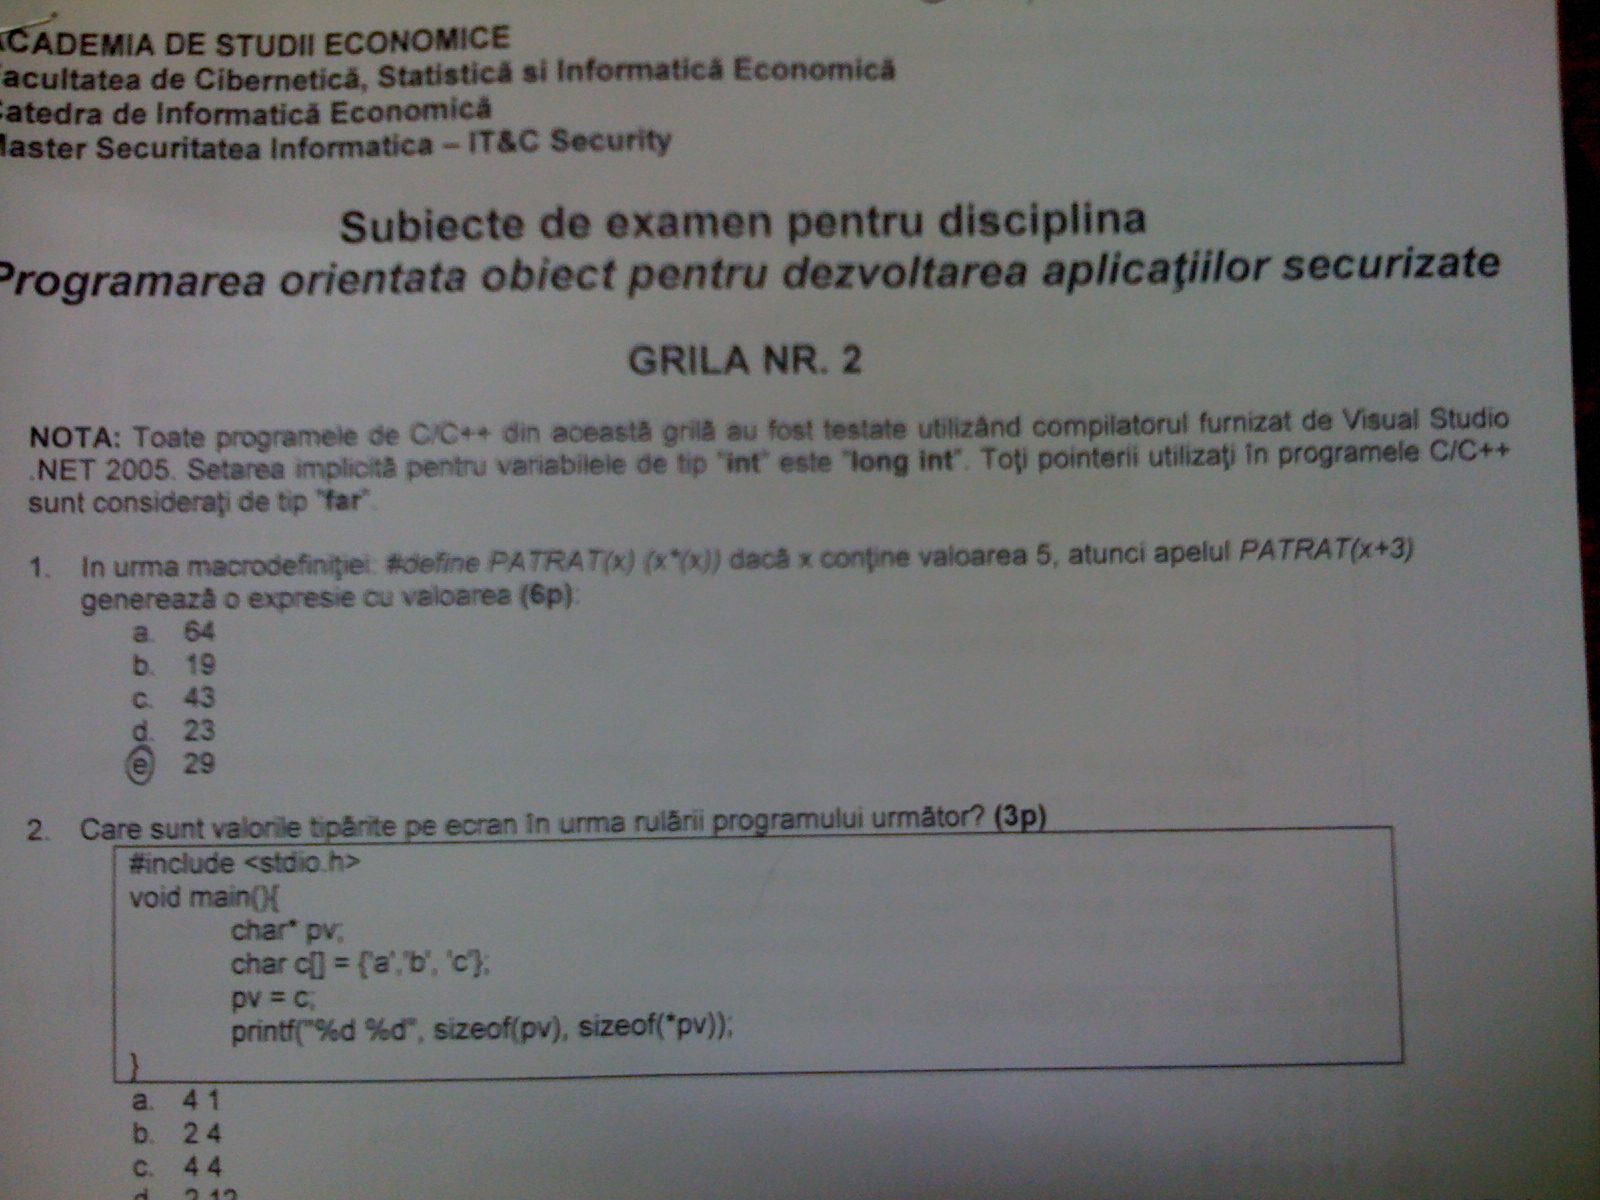 ACADEMIA DE STUDII ECONOMICE
Facultatea de Cibernetică, Statistică si Informatică Economică
Catedra de Informatică Economică
Master Securitatea Informatica – IT&C Security
Subiecte de examen pentru disciplina
Programarea orientata obiect pentru dezvoltarea aplicaţiilor securizate
GRILA NR. 2
NOTA: Toate programele de C/C++ din această grilă au fost testate utilizând compilatorul furnizat de Visual Studio
.NET 2005. Setarea implicită pentru variabilele de tip "int" este "long int". Toţi pointerii utilizaţi în programele C/C++
sunt consideraţi de tip "far".
1. In urma macrodefiniţiei: #define PATRAT(x) (x*(x)) dacă x conţine valoarea 5, atunci apelul PATRAT(x+3)
generează o expresie cu valoarea (6p):
a. 64
b. 19
c. 43
d. 23
e 29
2. Care sunt valorile tipărite pe ecran în urma rulării programului următor? (3p)
#include <stdio.h>
void main(){
char* pv;
char c[] = {'a','b', 'c'};
pv = c;
printf("%d %d", sizeof(pv), sizeof(*pv));
}
a. 4 1
b. 2 4
c. 4 4
d. 2 12